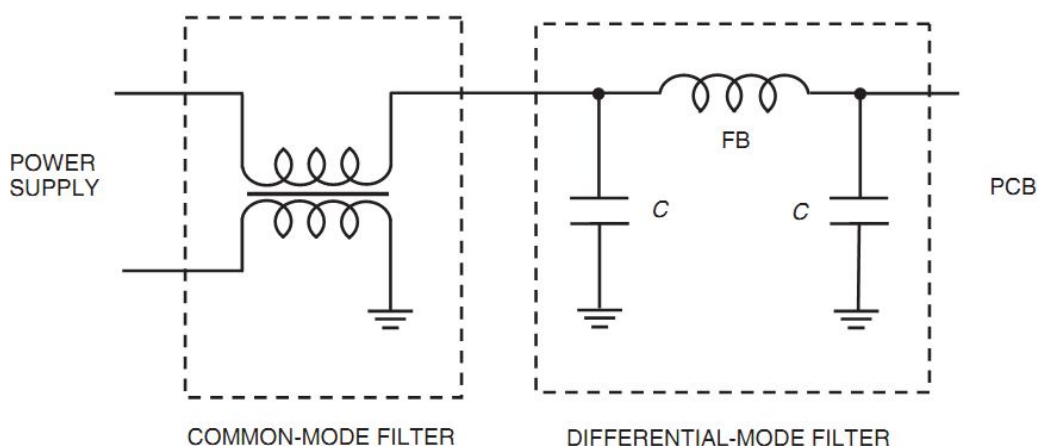 POWER
SUPPLY
FB
C
C
PCB
COMMON-MODE FILTER
DIFFERENTIAL-MODE FILTER